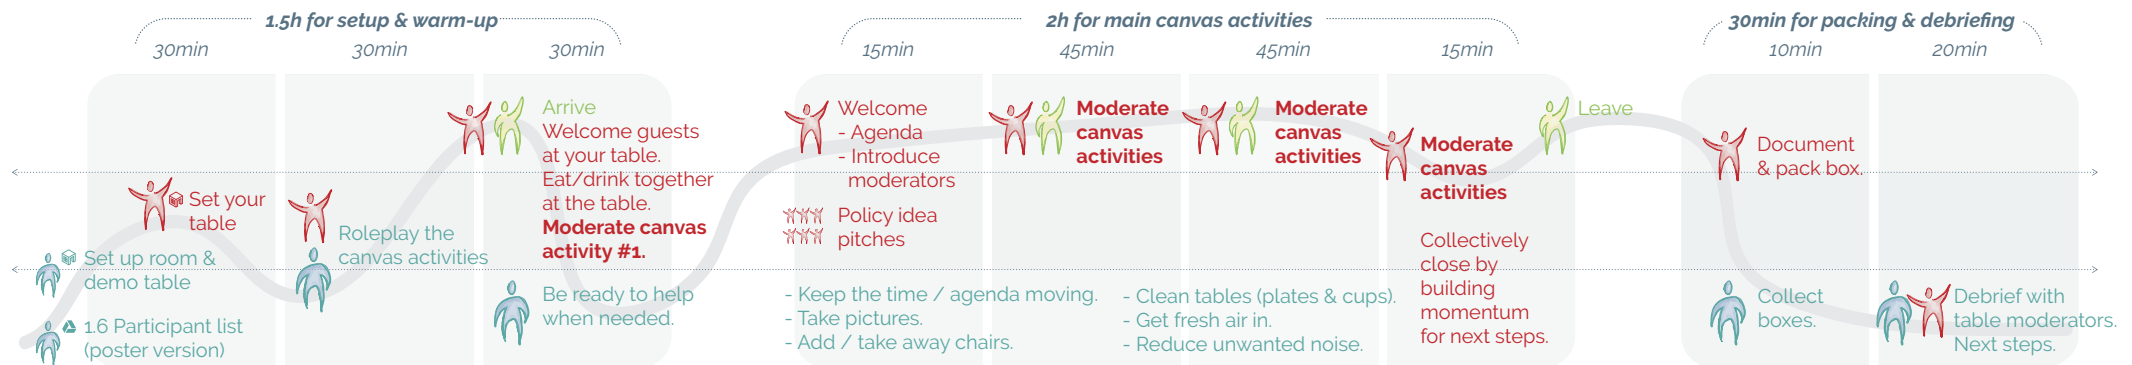 1.5h for setup & warm-up
30min
30min
30min
2h for main canvas activities
15min
45min
45min
15min
30min for packing & debriefing
10min
20min
Set your
table
Set up room &
demo table
1.6 Participant list
(poster version)
Roleplay the
canvas activities
Arrive
Welcome guests
at your table.
Eat/drink together
at the table.
Moderate canvas
activity #1.
Be ready to help
when needed.
Welcome
- Agenda
- Introduce
moderators
Policy idea
pitches
- Keep the time / agenda moving.
- Take pictures.
- Add / take away chairs.
Moderate
canvas
activities
- Clean tables (plates & cups).
- Get fresh air in.
- Reduce unwanted noise.
Moderate
canvas
activities
Moderate
canvas
activities
Collectively
close by
building
momentum
for next steps.
Leave
Document
& pack box.
Collect
boxes.
Debrief with
table moderators.
Next steps.